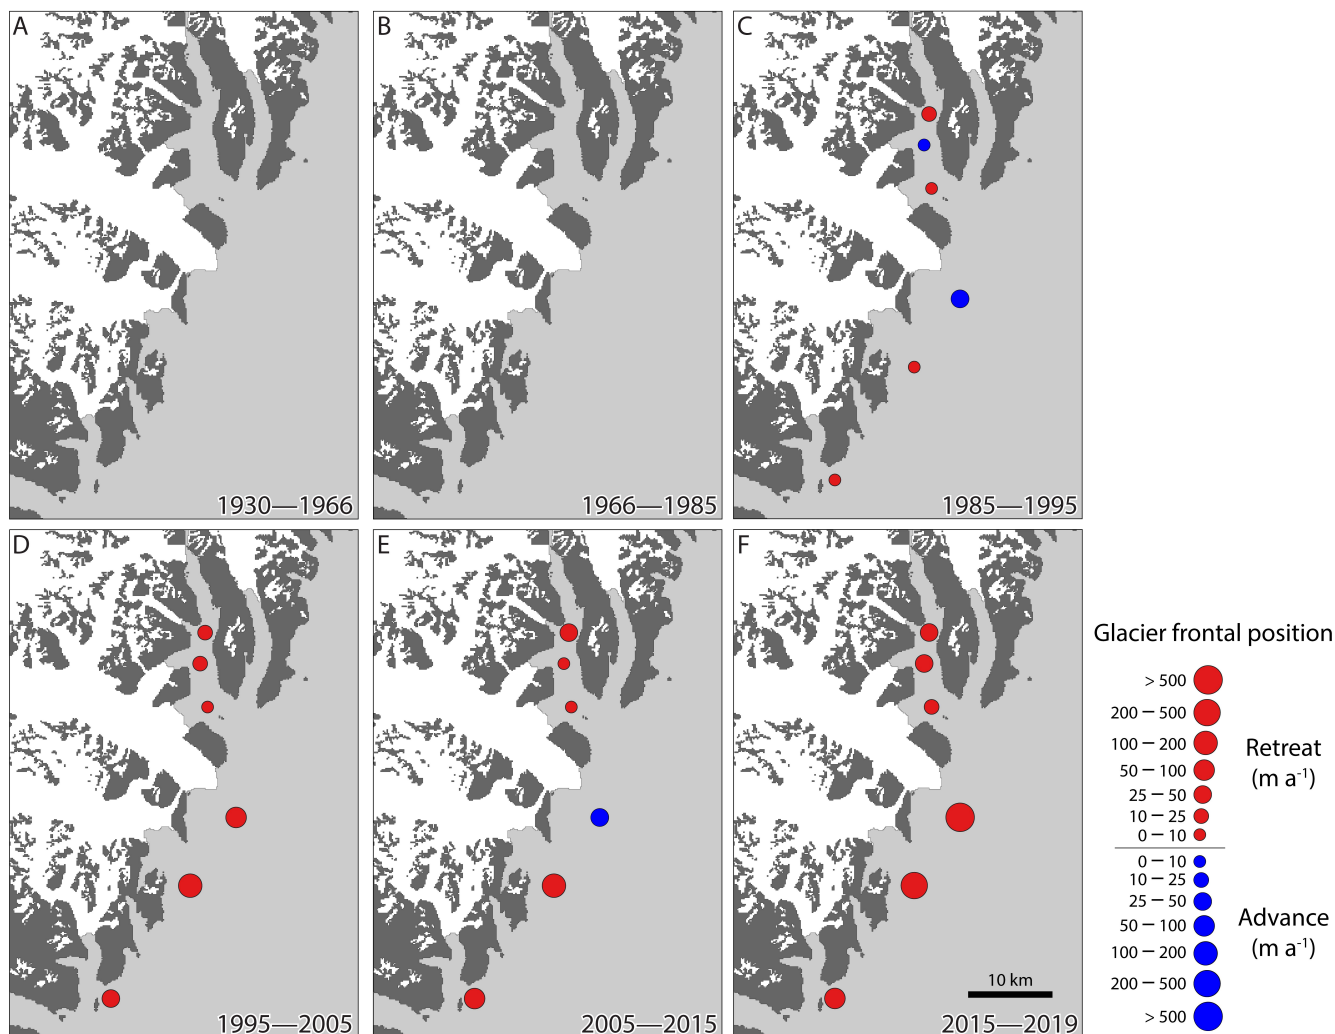 A
B
C
1930—1966
1966—1985
1985—1995
D
E
F
1995—2005
2005—2015
10 km
2015—2019
Glacier frontal position
> 500
200 — 500
100 — 200
50 — 100
25 — 50
10 — 25
0 — 10
Retreat
(m a⁻¹)
0 — 10
10 — 25
25 — 50
50 — 100
100 — 200
200 — 500
> 500
Advance
(m a⁻¹)